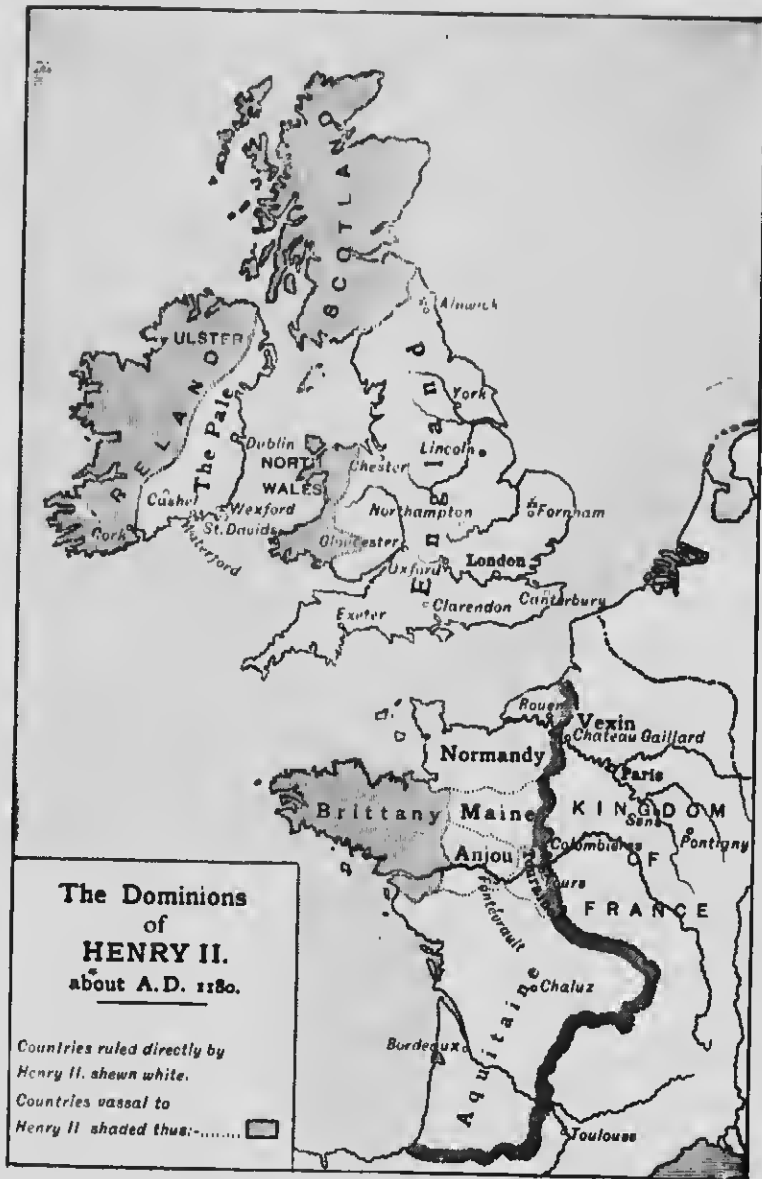 SCOTLAND
Alnwick
ULSTER
IRELAND
The Pale
England
York
Dublin
NORTH
WALES
Chester
Lincoln
Cashel
Wexford
Northampton
Fornham
Cork
St. Davids
Waterford
Gloucester
Oxford
London
Exeter
Clarendon
Canterbury
Rouen
Vexin
Chateau Gaillard
Normandy
Paris
Brittany
Maine
KINGDOM
Sens
Pontigny
Anjou
Colombières
OF
Touraine
Tours
Fontevrault
FRANCE
Aquitaine
Chaluz
Bordeaux
Toulouse
The Dominions
of
HENRY II.
about A.D. 1180.
Countries ruled directly by
Henry II. shewn white.
Countries vassal to
Henry II shaded thus:-........